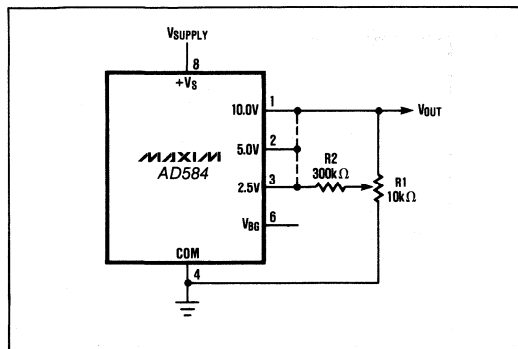 VSUPPLY
8
+VS
10.0V 1
VOUT
5.0V 2
MAXIM
AD584
R2
300kΩ
2.5V 3
R1
10kΩ
VBG 6
COM
4